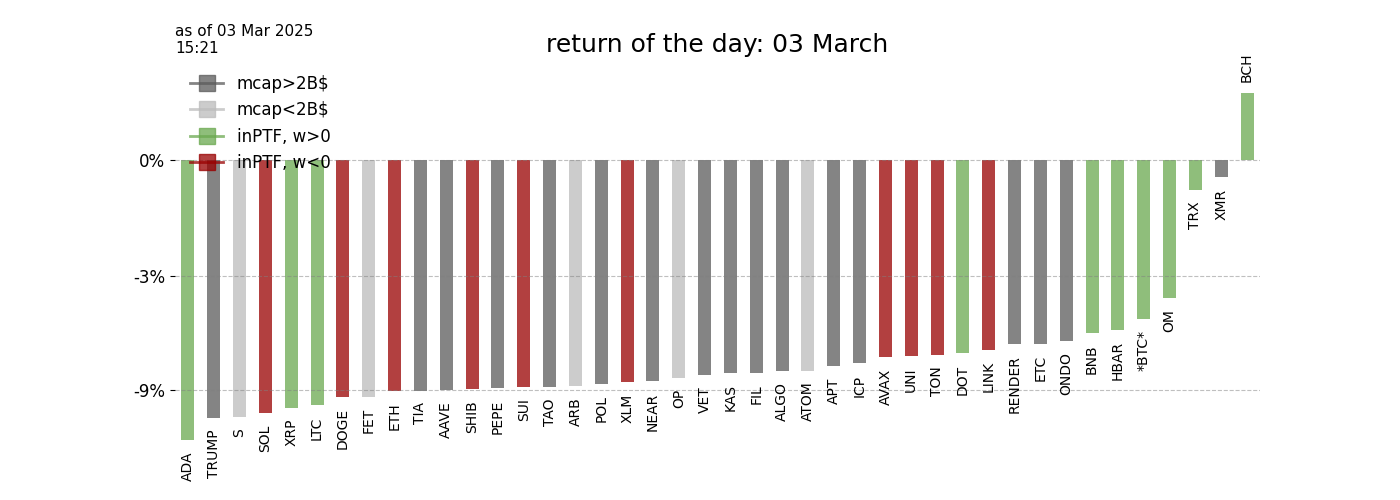 as of 03 Mar 2025
15:21
return of the day: 03 March
mcap>2B$
mcap<2B$
inPTF, w>0
inPTF, w<0
0%
-3%
-9%
ADA
TRUMP
S
SOL
XRP
LTC
DOGE
FET
ETH
TIA
AAVE
SHIB
PEPE
SUI
TAO
ARB
POL
XLM
NEAR
OP
VET
KAS
FIL
ALGO
ATOM
APT
ICP
AVAX
UNI
TON
DOT
LINK
RENDER
ETC
ONDO
BNB
HBAR
*BTC*
OM
TRX
XMR
BCH